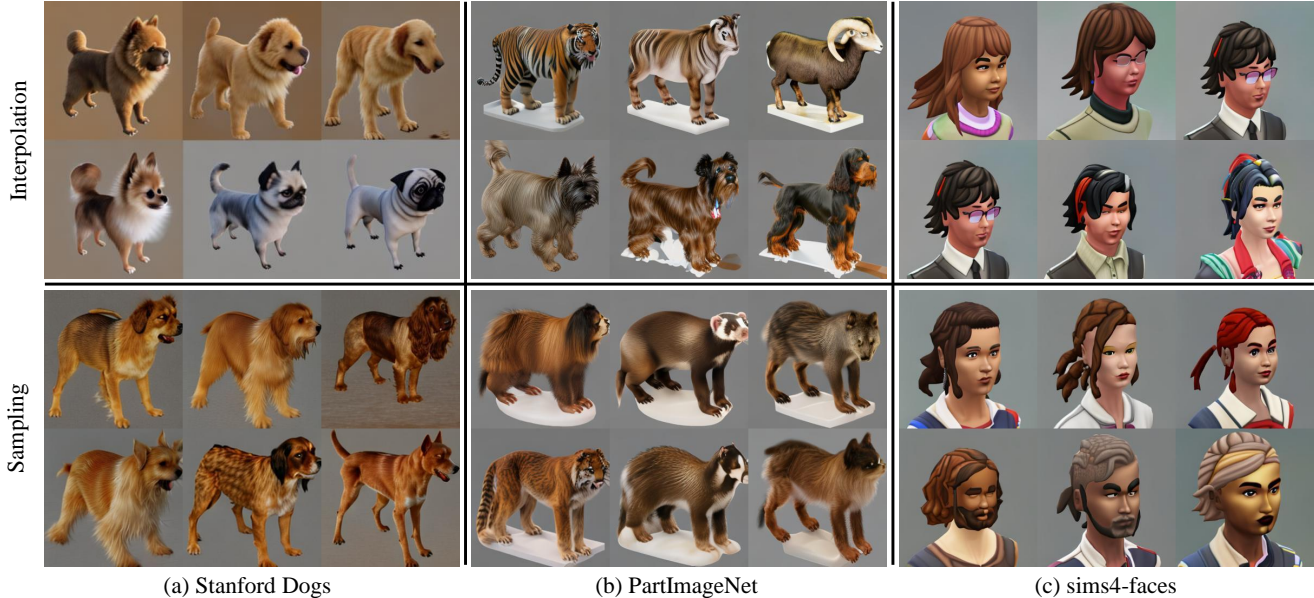 Interpolation
Sampling
(a) Stanford Dogs
(b) PartImageNet
(c) sims4-faces